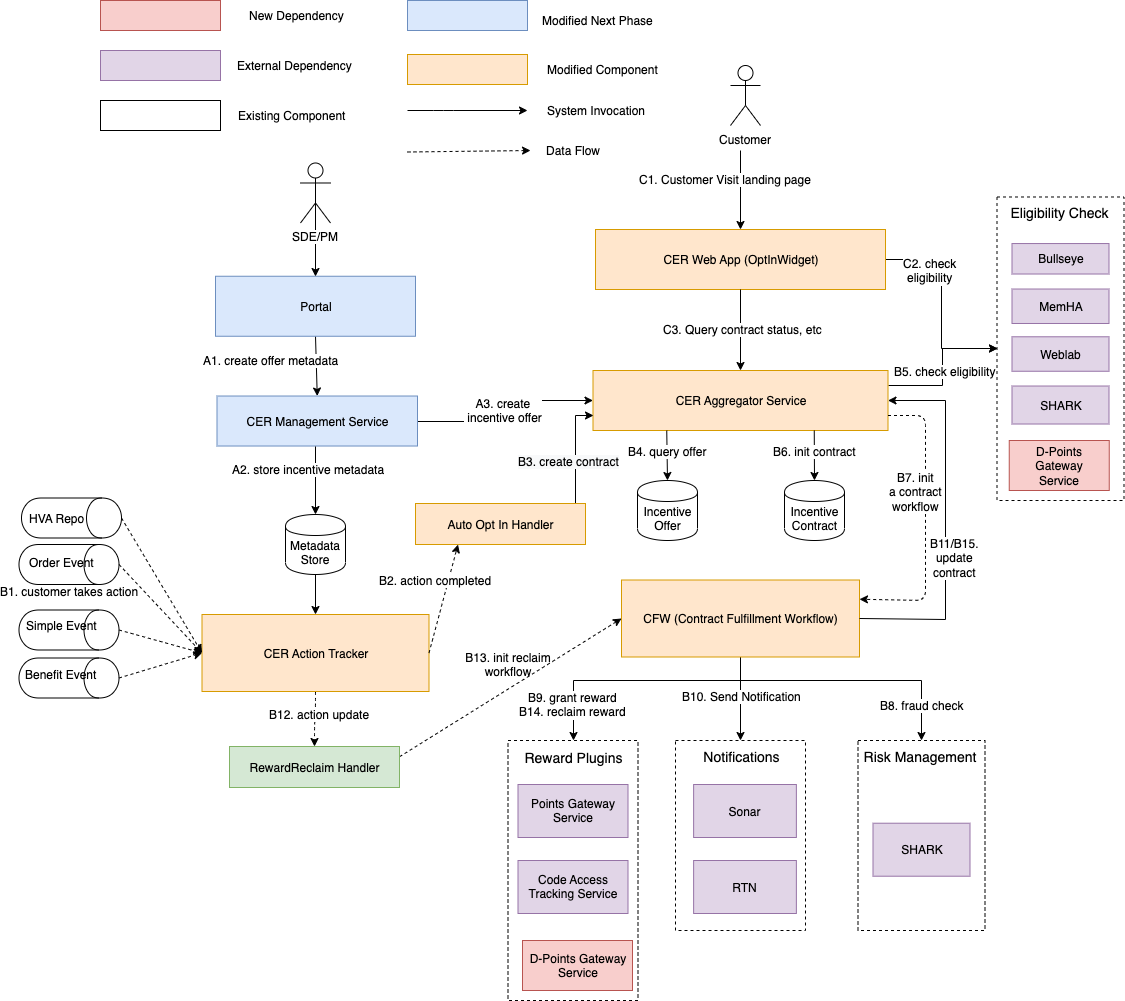 New Dependency
Modified Next Phase
External Dependency
Modified Component
Existing Component
System Invocation
Data Flow
Customer
C1. Customer Visit landing page
SDE/PM
Eligibility Check
Bullseye
MemHA
Weblab
SHARK
D-Points
Gateway
Service
CER Web App (OptInWidget)
C2. check
eligibility
Portal
C3. Query contract status, etc
A1. create offer metadata
B5. check eligibility
CER Management Service
A3. create
incentive offer
CER Aggregator Service
A2. store incentive metadata
B3. create contract
B4. query offer
B6. init contract
B7. init
a contract
workflow
Incentive
Offer
Incentive
Contract
Metadata
Store
Auto Opt In Handler
B11/B15.
update
contract
HVA Repo
Order Event
B1. customer takes action
Simple Event
Benefit Event
B2. action completed
CER Action Tracker
CFW (Contract Fulfillment Workflow)
B13. init reclaim
workflow
B12. action update
B9. grant reward
B14. reclaim reward
B10. Send Notification
B8. fraud check
RewardReclaim Handler
Reward Plugins
Points Gateway
Service
Code Access
Tracking Service
D-Points Gateway
Service
Notifications
Sonar
RTN
Risk Management
SHARK